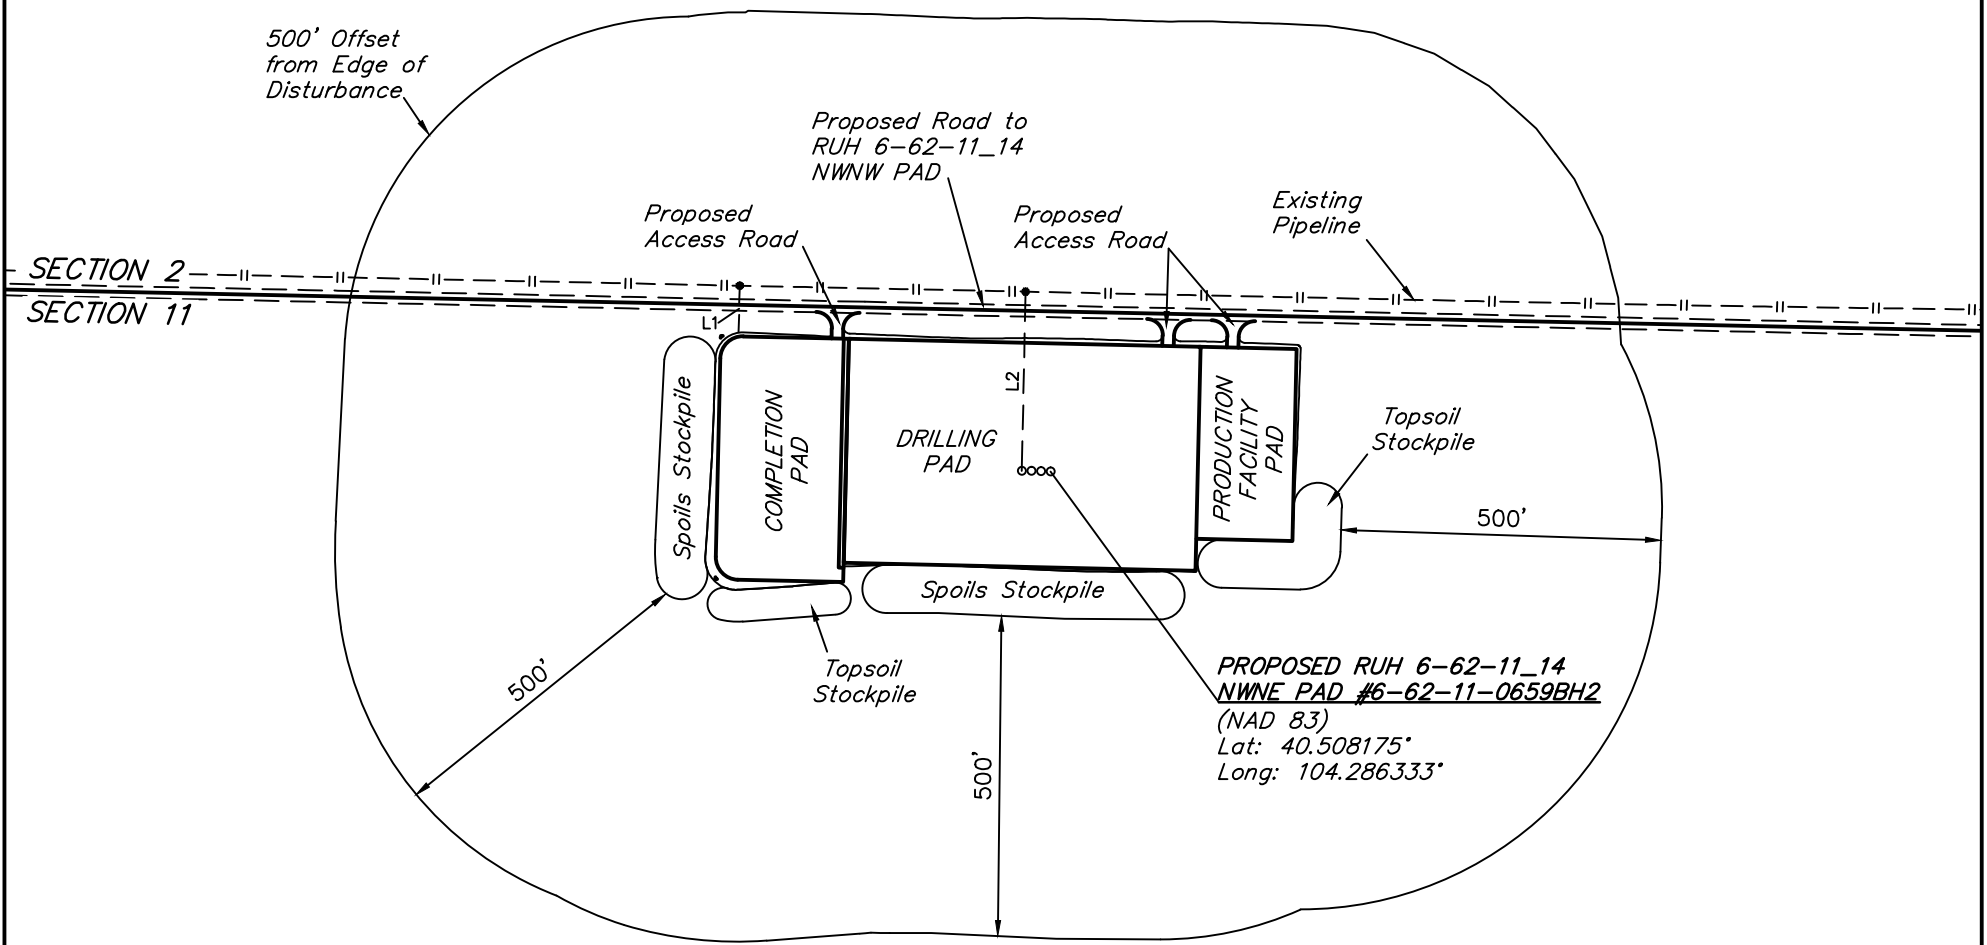 500' Offset
from Edge of
Disturbance
Proposed Road to
RUH 6-62-11_14
NWNW PAD
Proposed
Access Road
Proposed
Access Road
Existing
Pipeline
SECTION 2
SECTION 11
L1
L2
Spoils Stockpile
COMPLETION
PAD
DRILLING
PAD
PRODUCTION
FACILITY
PAD
Topsoil
Stockpile
500'
Spoils Stockpile
Topsoil
Stockpile
500'
500'
PROPOSED RUH 6-62-11_14
NWNE PAD #6-62-11-0659BH2
(NAD 83)
Lat: 40.508175°
Long: 104.286333°